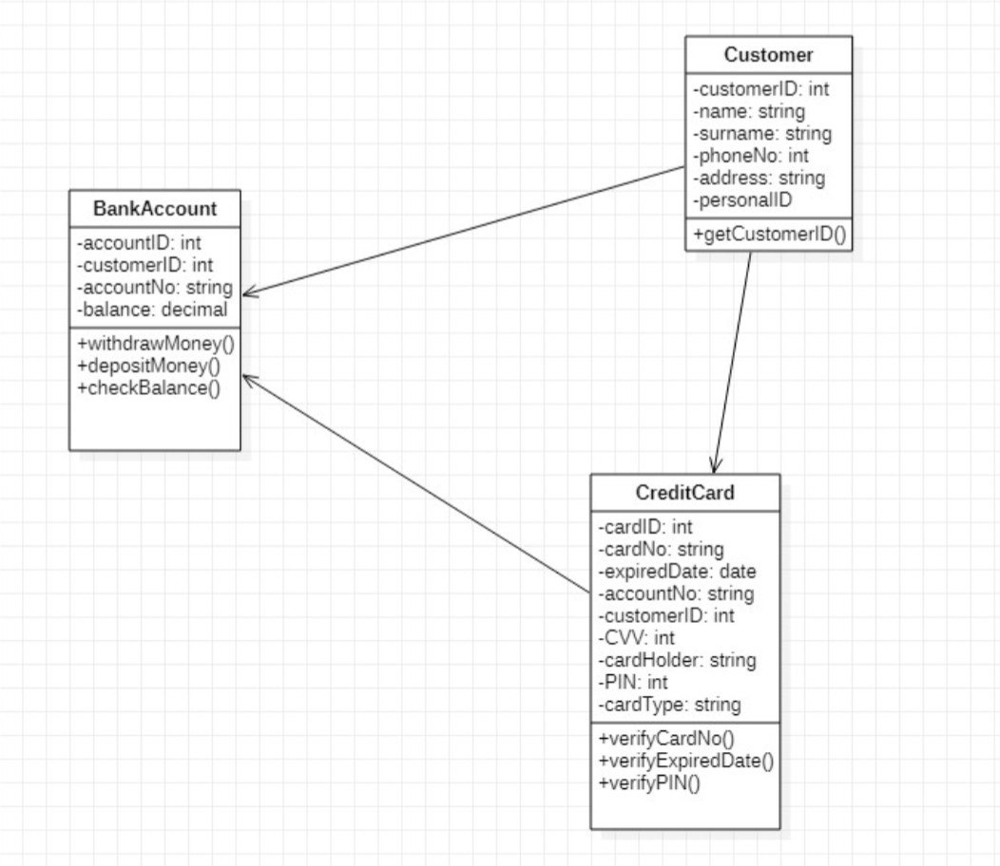 Customer
-customerID: int
-name: string
-surname: string
-phoneNo: int
-address: string
-personalID
+getCustomerID()
BankAccount
-accountID: int
-customerID: int
-accountNo: string
-balance: decimal
+withdrawMoney()
+depositMoney()
+checkBalance()
CreditCard
-cardID: int
-cardNo: string
-expiredDate: date
-accountNo: string
-customerID: int
-CVV: int
-cardHolder: string
-PIN: int
-cardType: string
+verifyCardNo()
+verifyExpiredDate()
+verifyPIN()